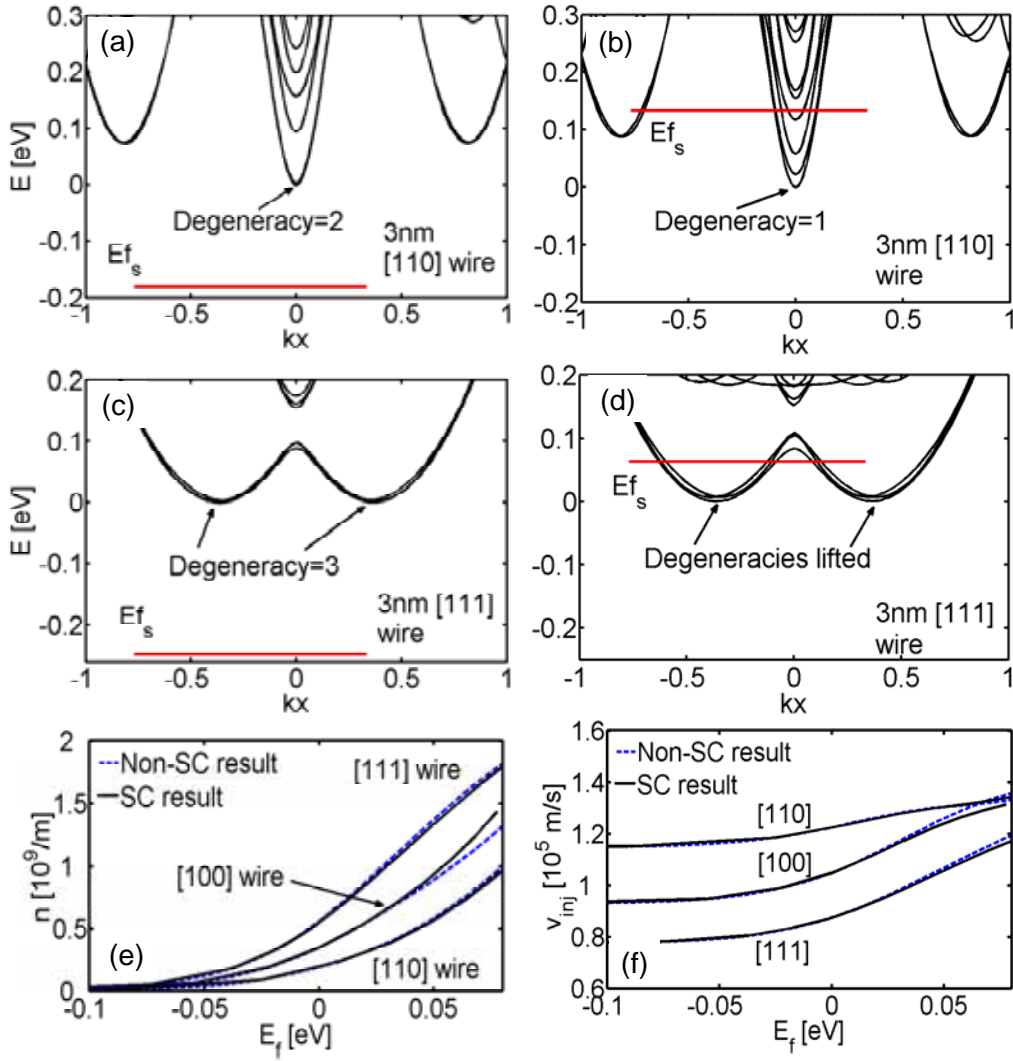 (a)
0.3
0.2
0.1
0
-0.1
-0.2
E [eV]
Degeneracy=2
Ef_s
3nm
[110] wire
-1 -0.5 0 0.5 1
kx
(b)
0.3
0.2
0.1
0
-0.1
-0.2
Ef_s
Degeneracy=1
3nm [110]
wire
-1 -0.5 0 0.5 1
kx
(c)
0.2
0.1
0
-0.1
-0.2
E [eV]
Degeneracy=3
Ef_s
3nm [111]
wire
-1 -0.5 0 0.5 1
kx
(d)
0.2
0.1
0
-0.1
-0.2
Ef_s
Degeneracies lifted
3nm [111]
wire
-1 -0.5 0 0.5 1
kx
2
1.5
1
0.5
0
n [10^9/m]
Non-SC result
SC result
[111] wire
[100] wire
[110] wire
(e)
-0.1 -0.05 0 0.05
E_f [eV]
1.6
1.4
1.2
1
0.8
0.6
v_inj [10^5 m/s]
Non-SC result
SC result
[110]
[100]
[111]
(f)
-0.1 -0.05 0 0.05
E_f [eV]